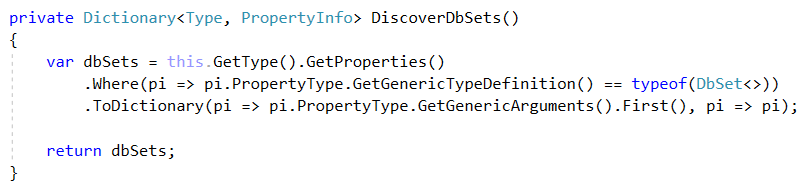 private Dictionary<Type, PropertyInfo> DiscoverDbSets()
{
    var dbSets = this.GetType().GetProperties()
        .Where(pi => pi.PropertyType.GetGenericTypeDefinition() == typeof(DbSet<>))
        .ToDictionary(pi => pi.PropertyType.GetGenericArguments().First(), pi => pi);

    return dbSets;
}